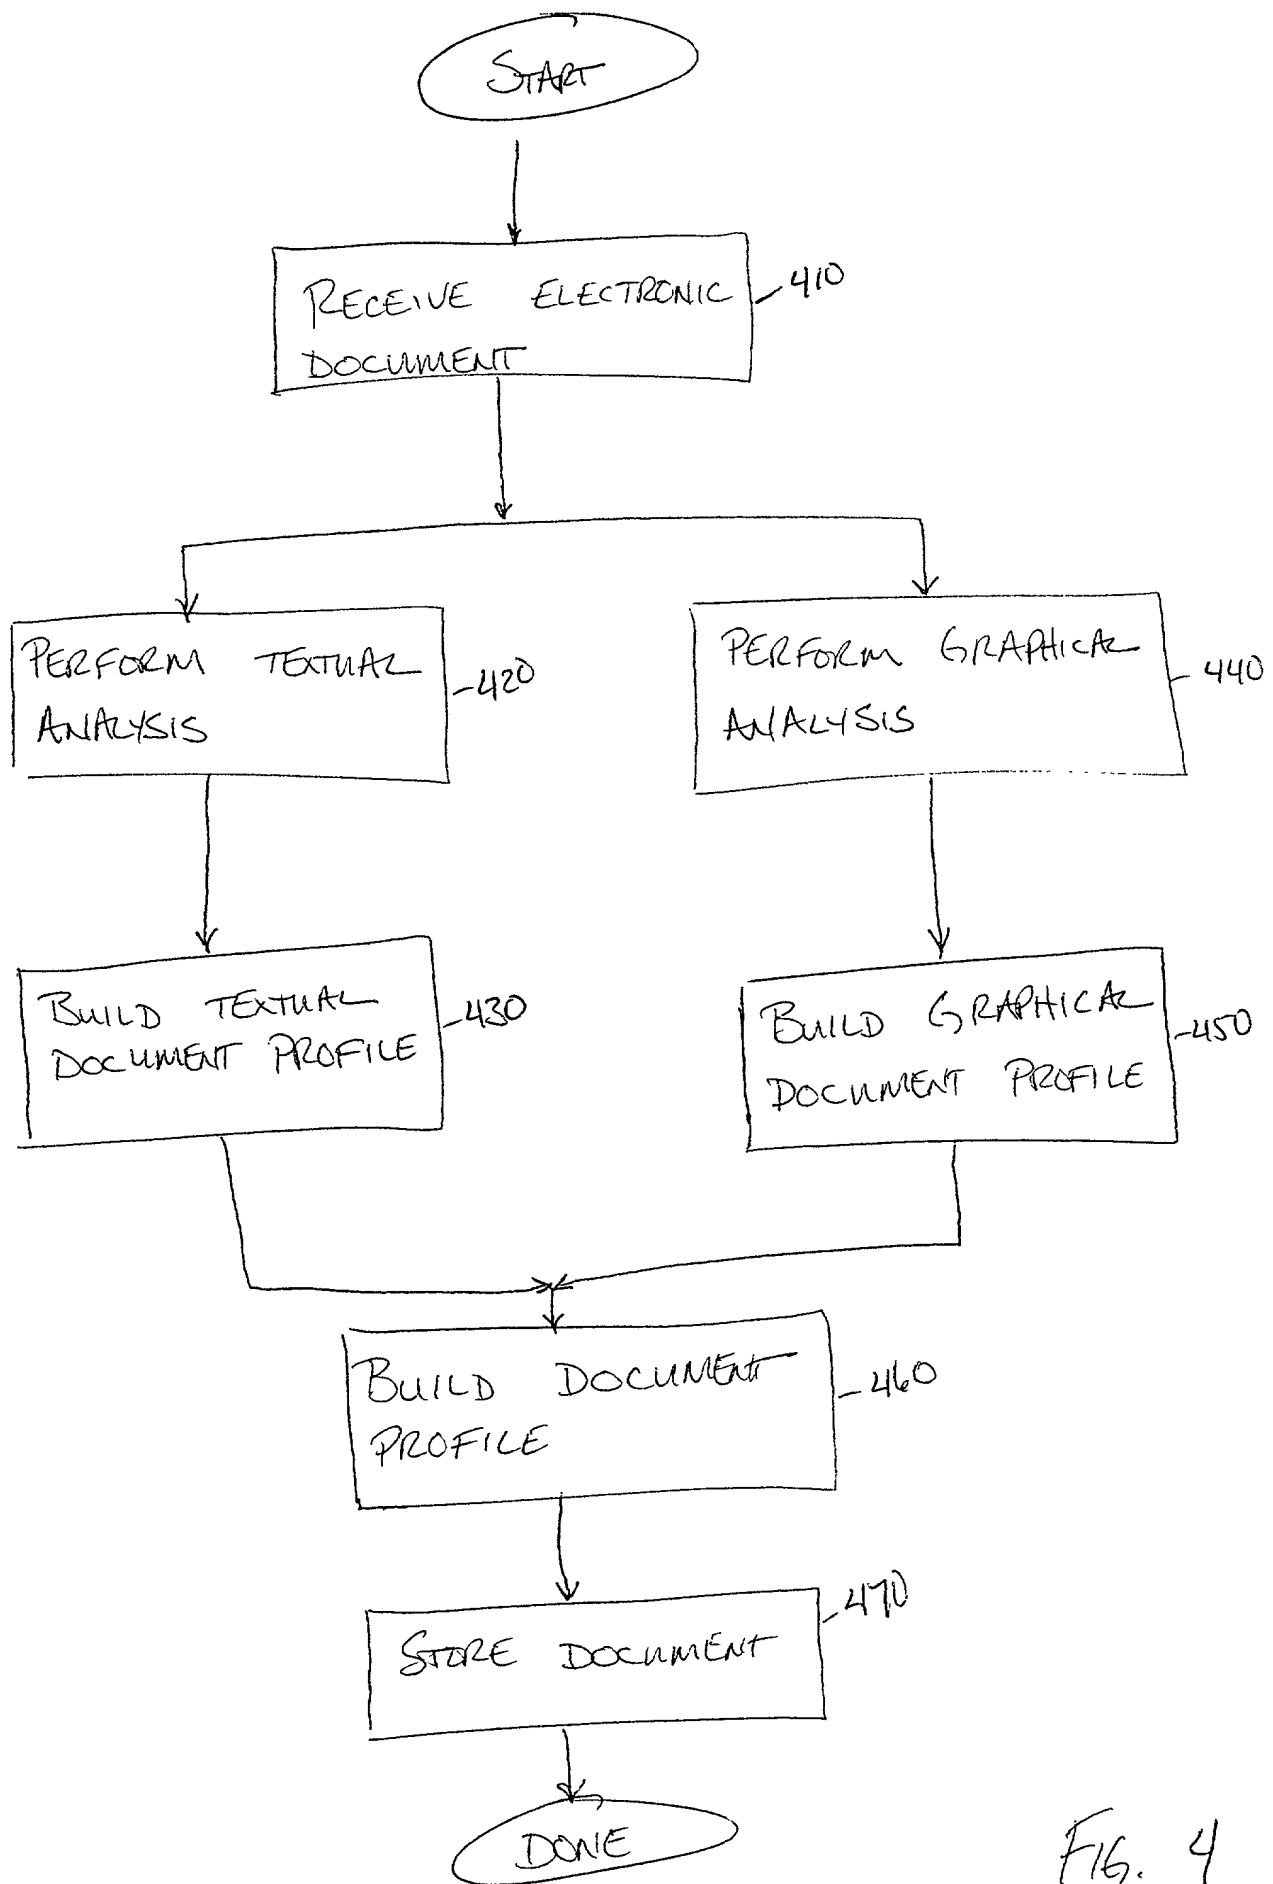 START
RECEIVE ELECTRONIC
DOCUMENT
410
PERFORM TEXTUAL
ANALYSIS
420
PERFORM GRAPHICAL
ANALYSIS
440
BUILD TEXTUAL
DOCUMENT PROFILE
430
BUILD GRAPHICAL
DOCUMENT PROFILE
450
BUILD DOCUMENT
PROFILE
460
STORE DOCUMENT
470
DONE
FIG. 4